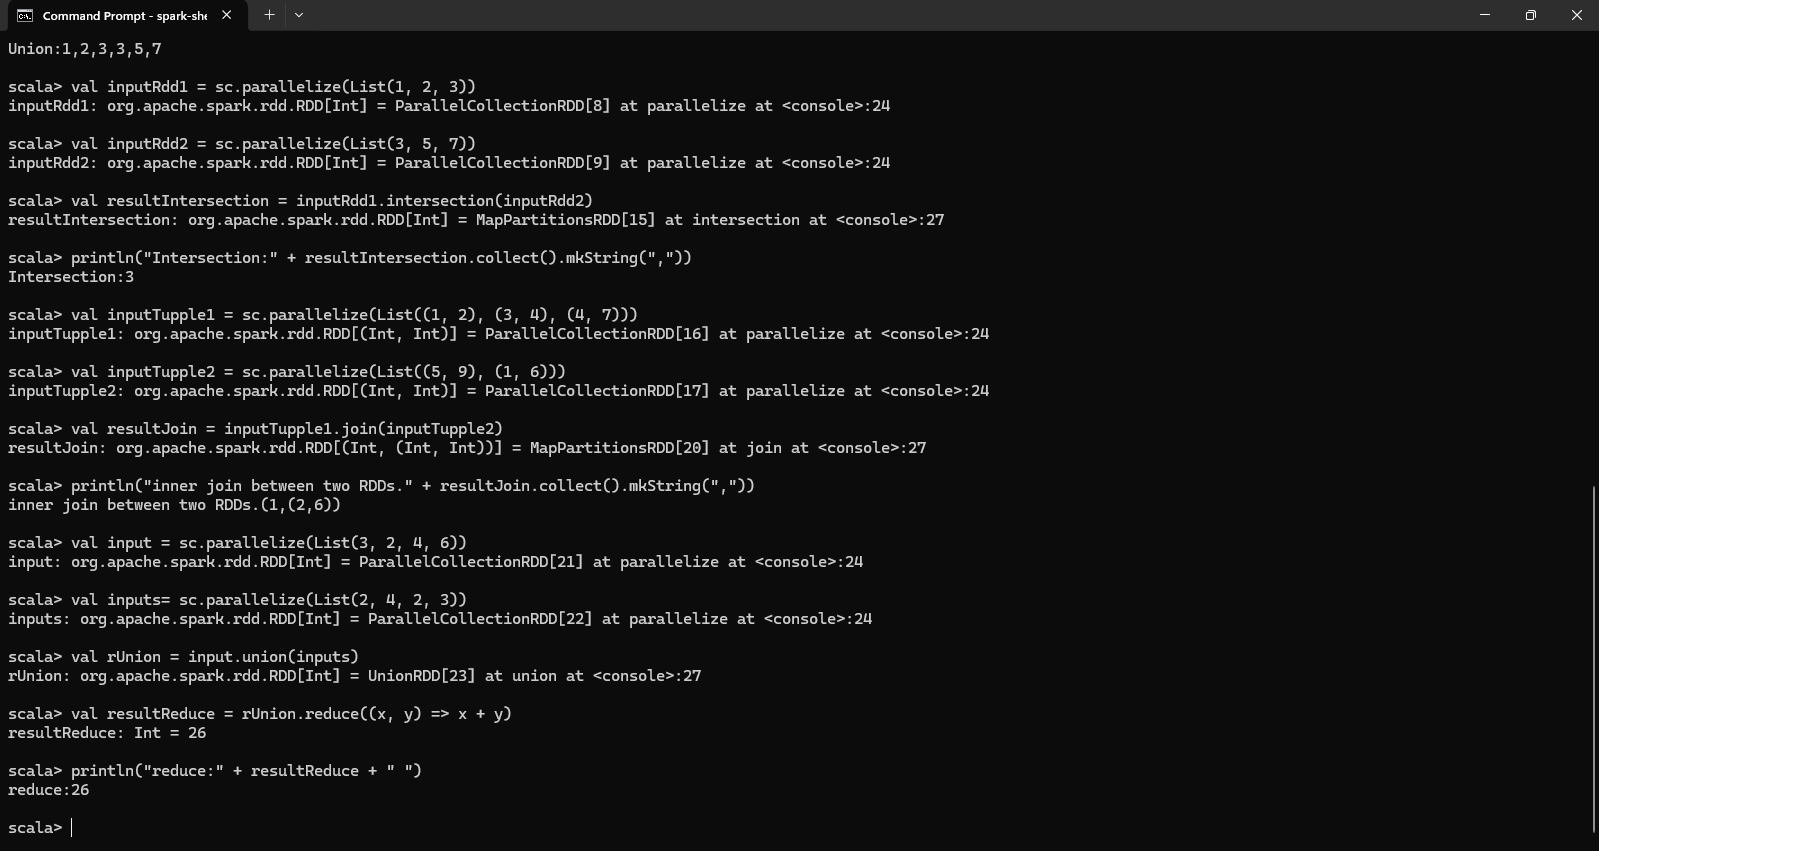 Command Prompt - spark-she
Union:1,2,3,3,5,7
scala> val inputRdd1 = sc.parallelize(List(1, 2, 3))
inputRdd1: org.apache.spark.rdd.RDD[Int] = ParallelCollectionRDD[8] at parallelize at <console>:24
scala> val inputRdd2 = sc.parallelize(List(3, 5, 7))
inputRdd2: org.apache.spark.rdd.RDD[Int] = ParallelCollectionRDD[9] at parallelize at <console>:24
scala> val resultIntersection = inputRdd1.intersection(inputRdd2)
resultIntersection: org.apache.spark.rdd.RDD[Int] = MapPartitionsRDD[15] at intersection at <console>:27
scala> println("Intersection:" + resultIntersection.collect().mkString(","))
Intersection:3
scala> val inputTupple1 = sc.parallelize(List((1, 2), (3, 4), (4, 7)))
inputTupple1: org.apache.spark.rdd.RDD[(Int, Int)] = ParallelCollectionRDD[16] at parallelize at <console>:24
scala> val inputTupple2 = sc.parallelize(List((5, 9), (1, 6)))
inputTupple2: org.apache.spark.rdd.RDD[(Int, Int)] = ParallelCollectionRDD[17] at parallelize at <console>:24
scala> val resultJoin = inputTupple1.join(inputTupple2)
resultJoin: org.apache.spark.rdd.RDD[(Int, (Int, Int))] = MapPartitionsRDD[20] at join at <console>:27
scala> println("inner join between two RDDs." + resultJoin.collect().mkString(","))
inner join between two RDDs.(1,(2,6))
scala> val input = sc.parallelize(List(3, 2, 4, 6))
input: org.apache.spark.rdd.RDD[Int] = ParallelCollectionRDD[21] at parallelize at <console>:24
scala> val inputs= sc.parallelize(List(2, 4, 2, 3))
inputs: org.apache.spark.rdd.RDD[Int] = ParallelCollectionRDD[22] at parallelize at <console>:24
scala> val rUnion = input.union(inputs)
rUnion: org.apache.spark.rdd.RDD[Int] = UnionRDD[23] at union at <console>:27
scala> val resultReduce = rUnion.reduce((x, y) => x + y)
resultReduce: Int = 26
scala> println("reduce:" + resultReduce + " ")
reduce:26
scala>